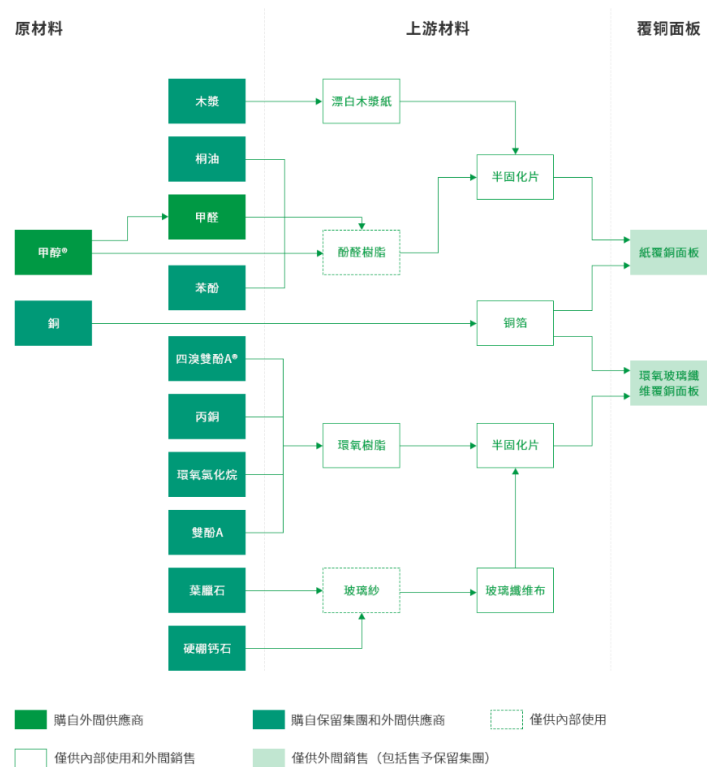 原材料
上游材料
覆铜面板
木漿
漂白木漿紙
桐油
半固化片
甲醛
甲醇®
酚醛樹脂
紙覆銅面板
苯酚
銅
铜箔
四溴雙酚A®
環氧玻璃纖
维覆銅面板
丙銅
環氧樹脂
半固化片
環氧氯化烷
雙酚A
葉臘石
玻璃紗
玻璃纖维布
硬硼钙石
購自外間供應商
購自保留集團和外間供應商
僅供內部使用
僅供內部使用和外間銷售
僅供外間銷售（包括售予保留集團）